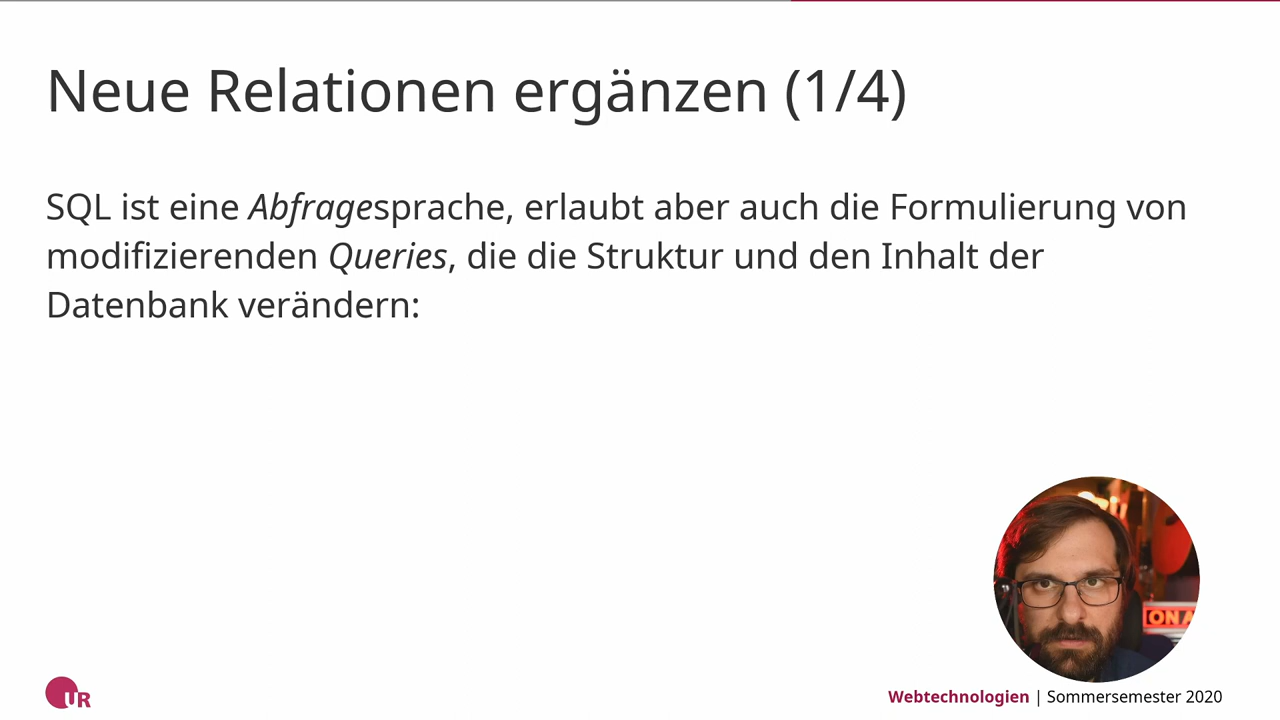 Neue Relationen ergänzen (1/4)
SQL ist eine Abfragesprache, erlaubt aber auch die Formulierung von
modifizierenden Queries, die die Struktur und den Inhalt der
Datenbank verändern:
ON A
UR
Webtechnologien | Sommersemester 2020